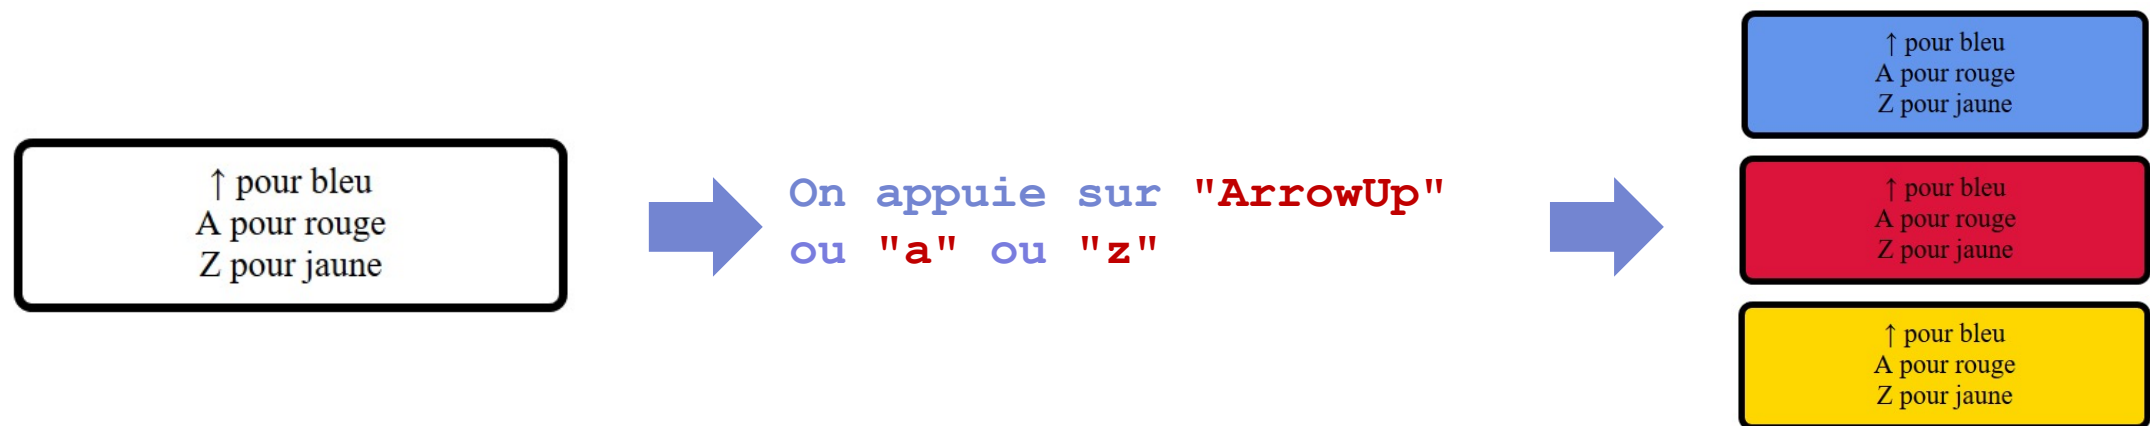 ↑ pour bleu
A pour rouge
Z pour jaune
On appuie sur "ArrowUp"
ou "a" ou "z"
↑ pour bleu
A pour rouge
Z pour jaune
↑ pour bleu
A pour rouge
Z pour jaune
↑ pour bleu
A pour rouge
Z pour jaune